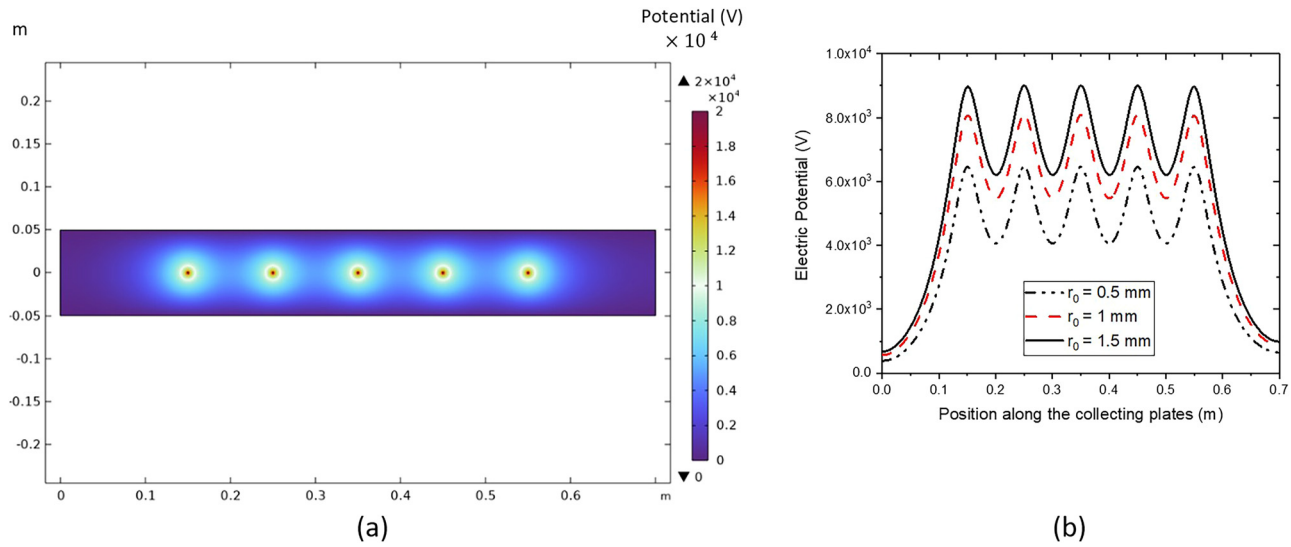 m
Potential (V)
× 10⁴
▲ 2×10⁴
×10⁴
0.2
0.15
0.1
0.05
0
-0.05
-0.1
-0.15
-0.2
2
1.8
1.6
1.4
1.2
1
0.8
0.6
0.4
0.2
0
▼ 0
0 0.1 0.2 0.3 0.4 0.5 0.6 m
(a)
Electric Potential (V)
1.0x10⁴
8.0x10³
6.0x10³
4.0x10³
2.0x10³
0.0
r₀ = 0.5 mm
r₀ = 1 mm
r₀ = 1.5 mm
0.0 0.1 0.2 0.3 0.4 0.5 0.6 0.7
Position along the collecting plates (m)
(b)